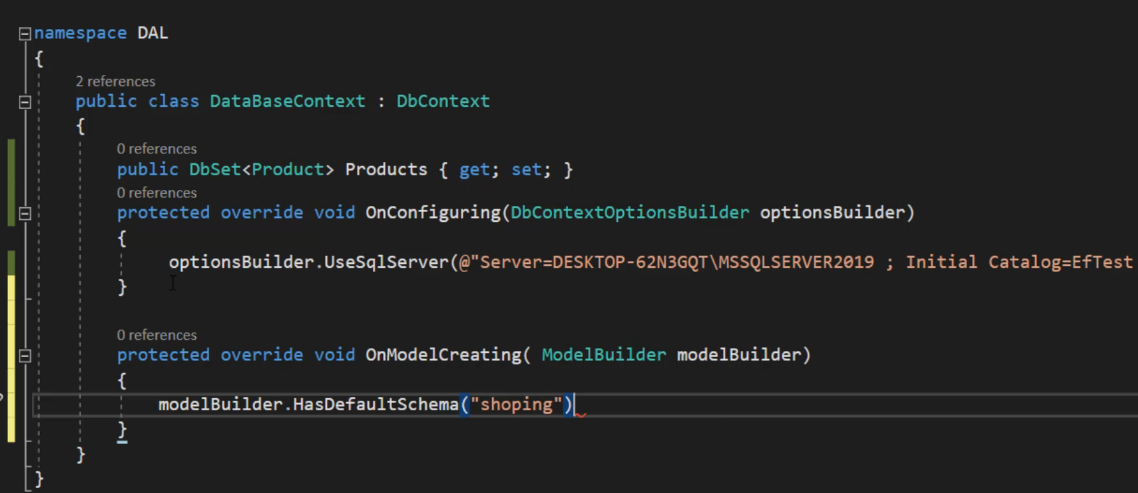 namespace DAL
{
2 references
public class DataBaseContext : DbContext
{
0 references
public DbSet<Product> Products { get; set; }
0 references
protected override void OnConfiguring(DbContextOptionsBuilder optionsBuilder)
{
optionsBuilder.UseSqlServer(@"Server=DESKTOP-62N3GQT\MSSQLSERVER2019 ; Initial Catalog=EfTest
}
0 references
protected override void OnModelCreating( ModelBuilder modelBuilder)
{
modelBuilder.HasDefaultSchema("shoping")
}
}
}